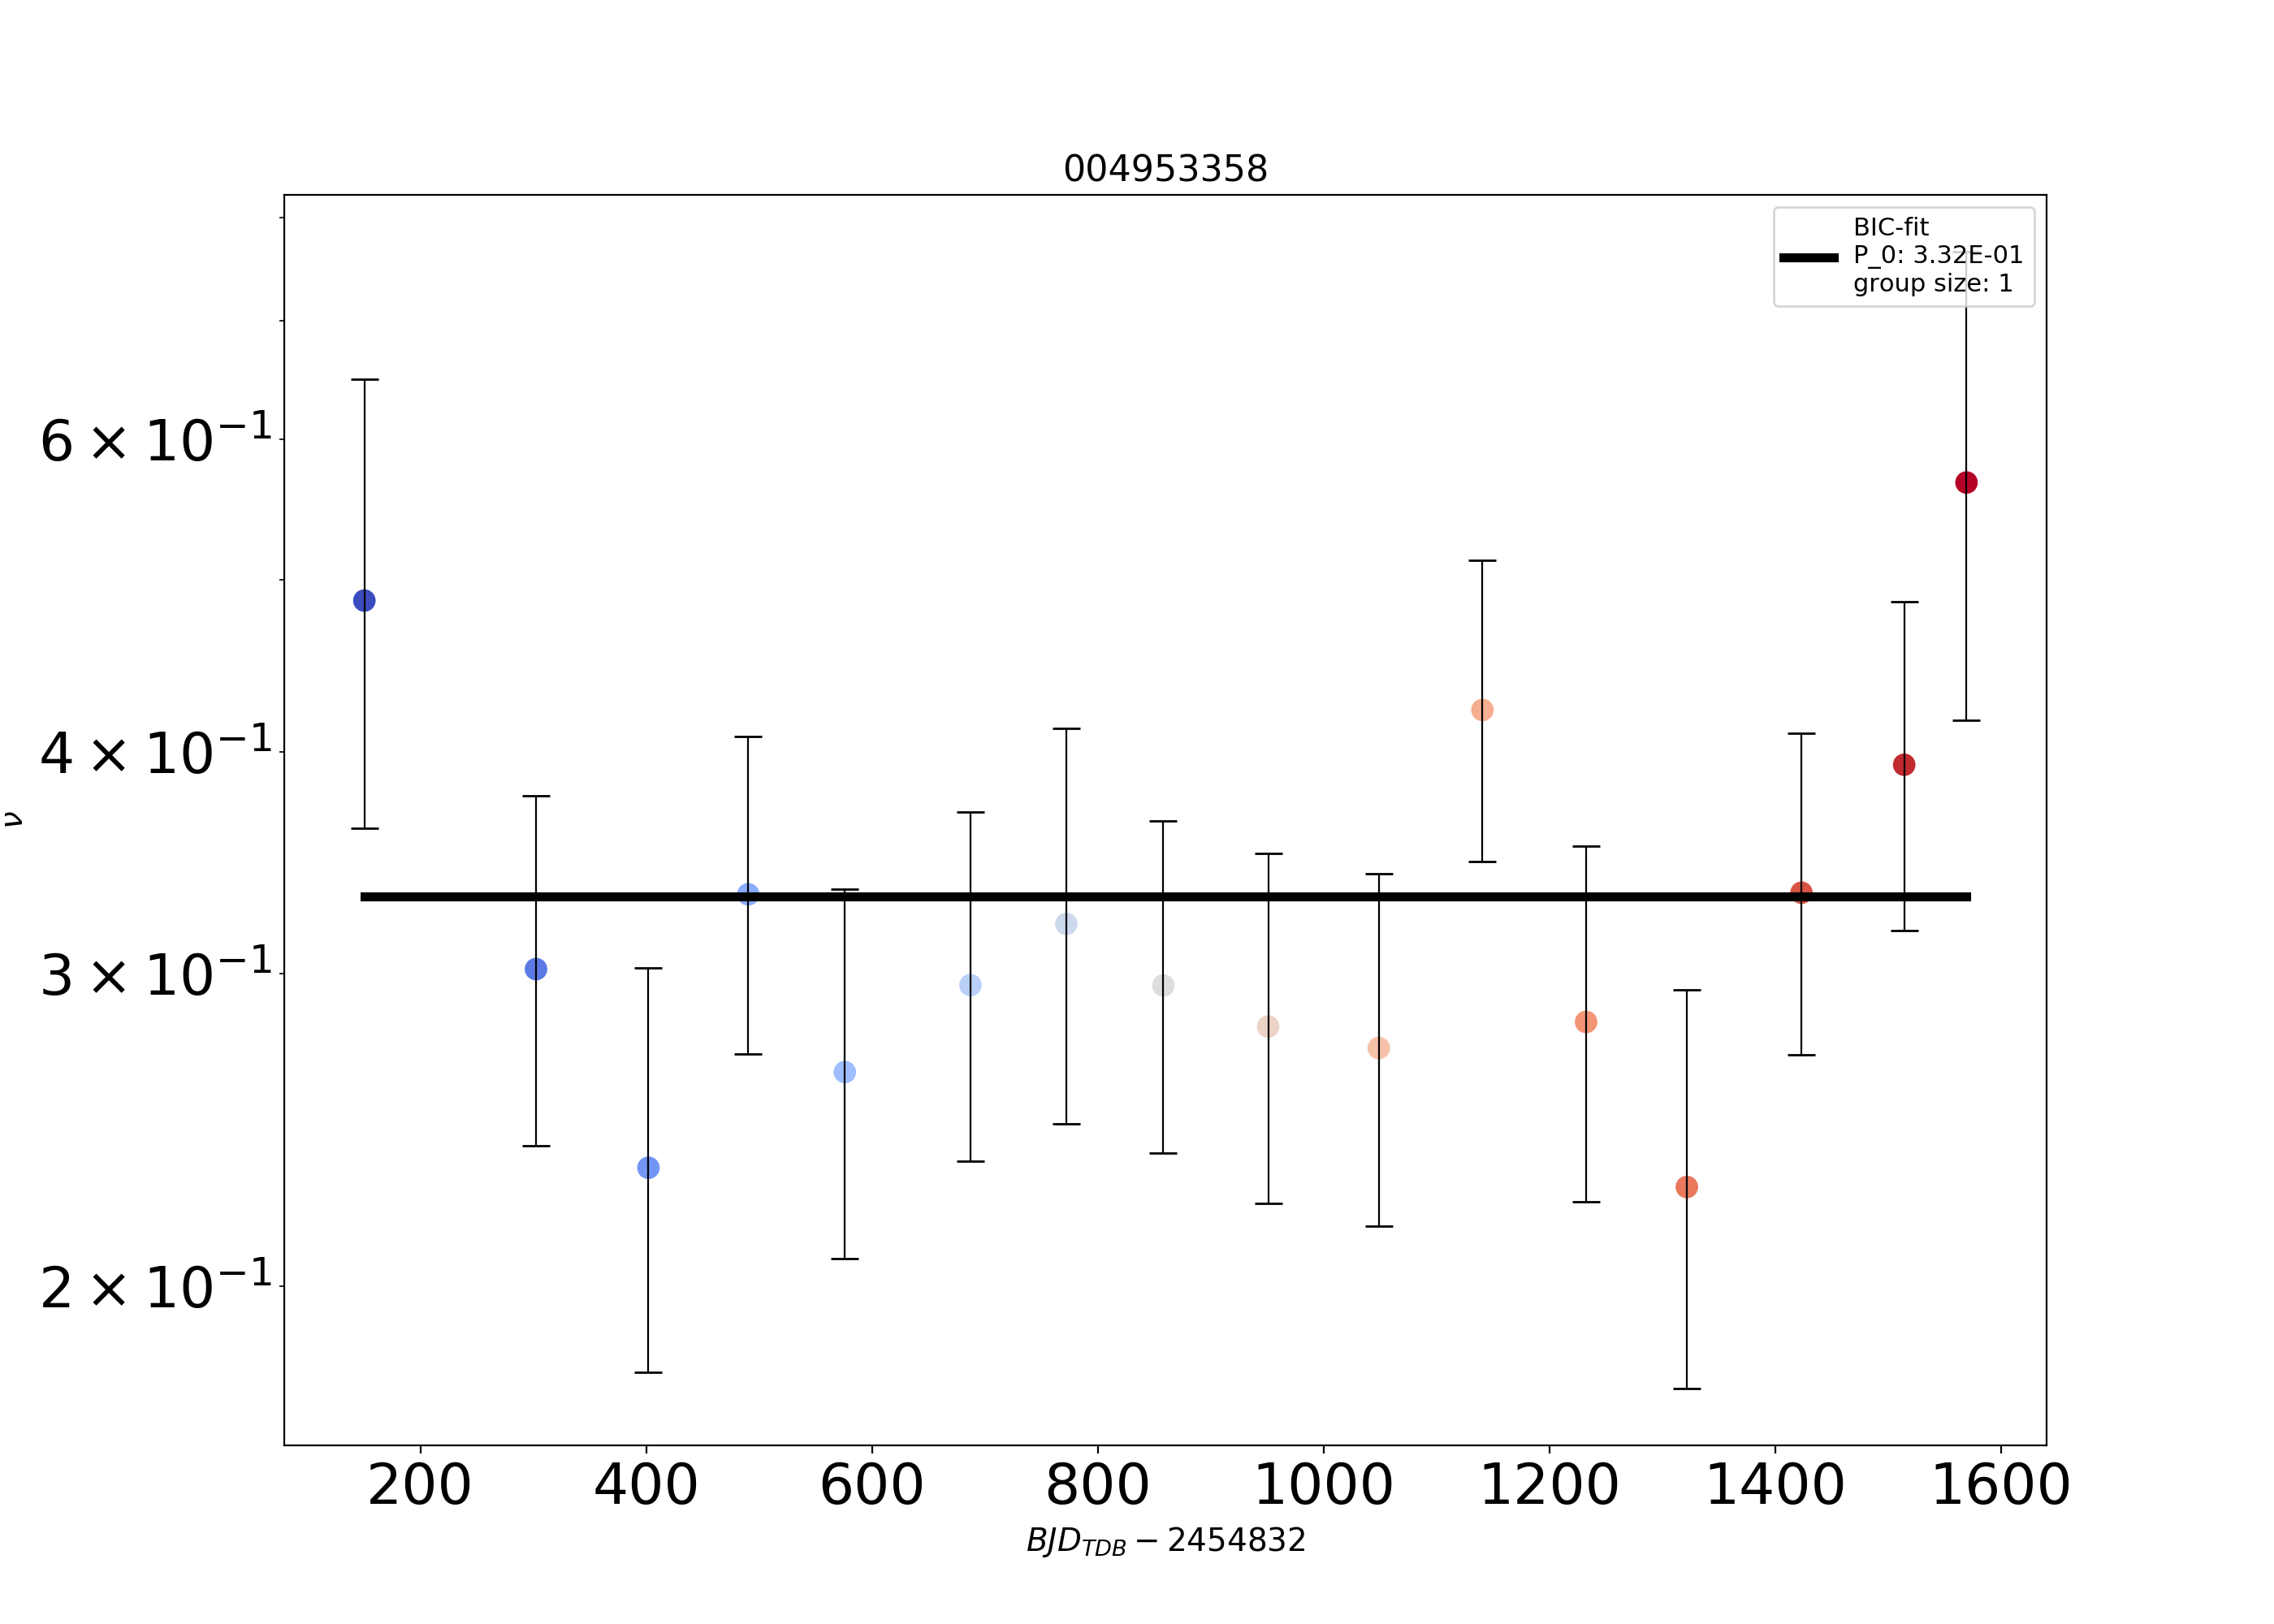 004953358
BIC-fit
P_0: 3.32E-01
group size: 1
6 × 10⁻¹
4 × 10⁻¹
3 × 10⁻¹
2 × 10⁻¹
ν
200 400 600 800 1000 1200 1400 1600
BJD_TDB − 2454832